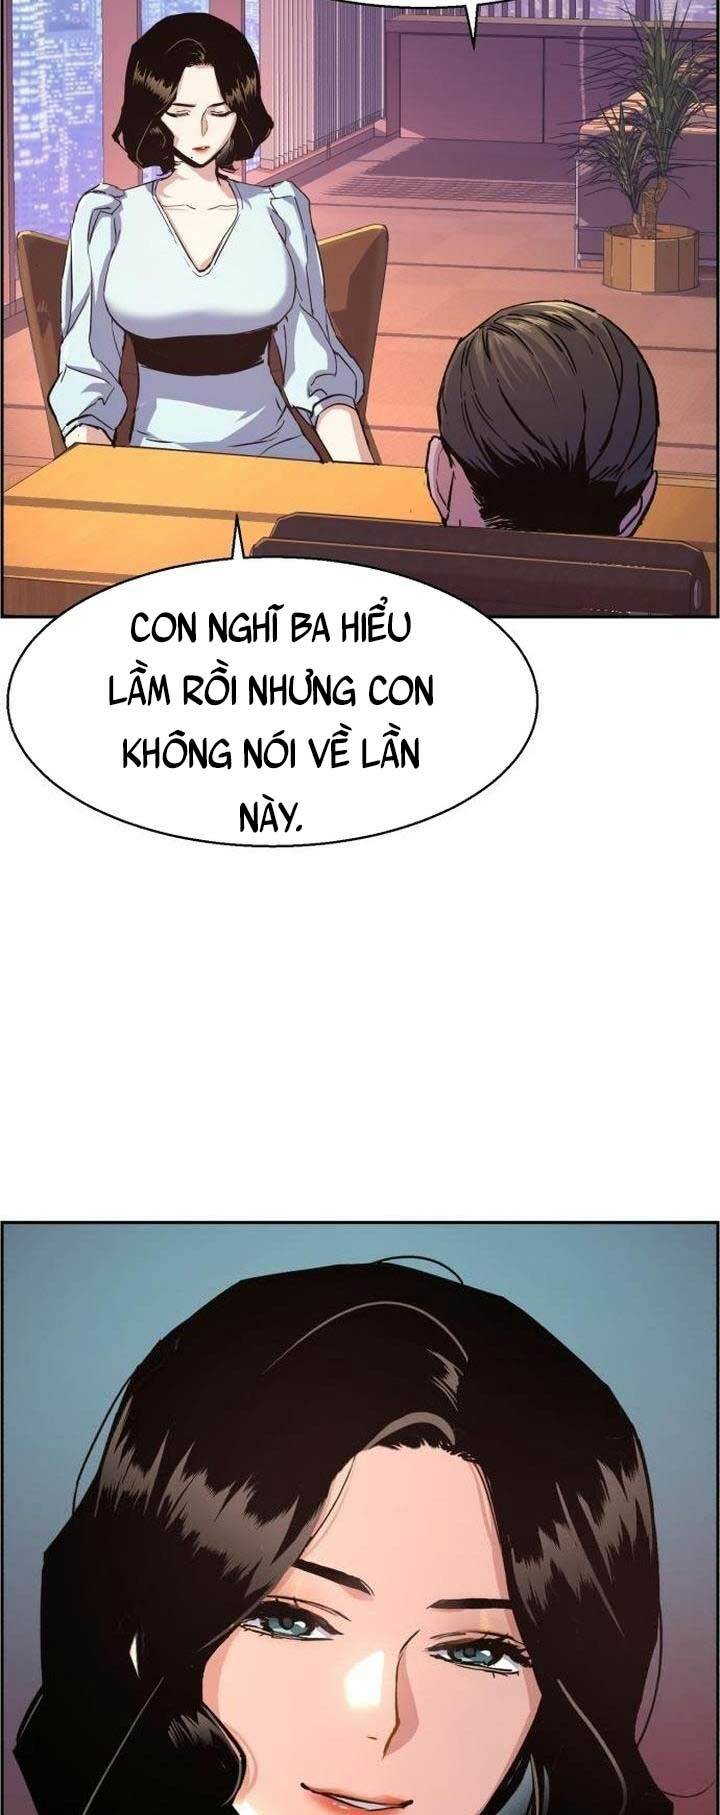 CON NGHĨ BA HIỂU
LẦM RỒI NHƯNG CON
KHÔNG NÓI VỀ LẦN
NÀY.